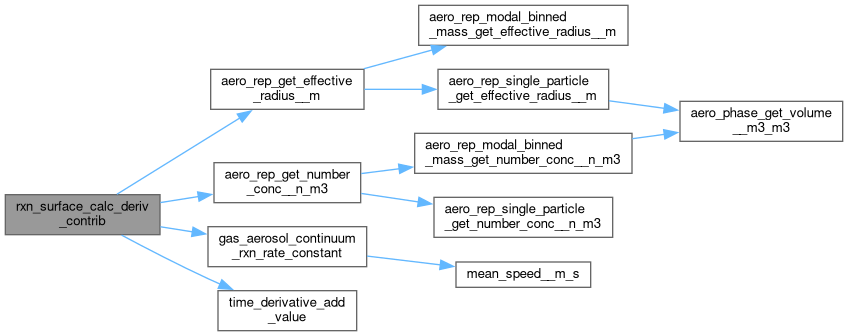 rxn_surface_calc_deriv
_contrib
aero_rep_get_effective
_radius__m
aero_rep_modal_binned
_mass_get_effective_radius__m
aero_rep_single_particle
_get_effective_radius__m
aero_phase_get_volume
__m3_m3
aero_rep_get_number
_conc__n_m3
aero_rep_modal_binned
_mass_get_number_conc__n_m3
aero_rep_single_particle
_get_number_conc__n_m3
gas_aerosol_continuum
_rxn_rate_constant
mean_speed__m_s
time_derivative_add
_value